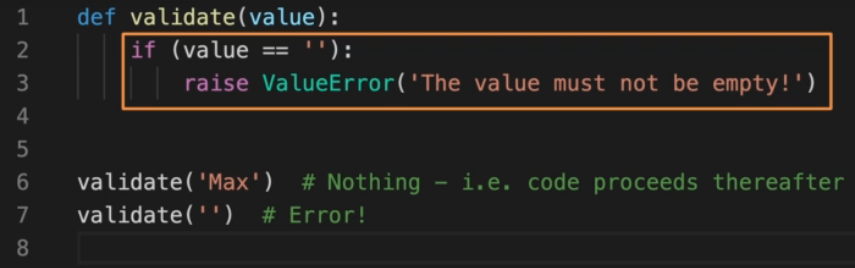 1 def validate(value):
2 if (value == ''):
3 raise ValueError('The value must not be empty!')
4
5
6 validate('Max')  # Nothing – i.e. code proceeds thereafter
7 validate('')  # Error!
8